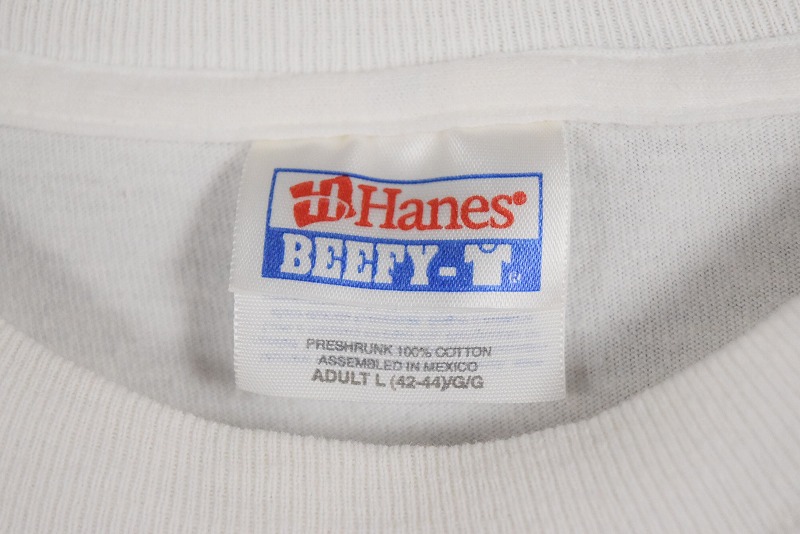 Hanes®
BEEFY-T®
PRESHRUNK 100% COTTON
ASSEMBLED IN MEXICO
ADULT L (42-44)/G/G